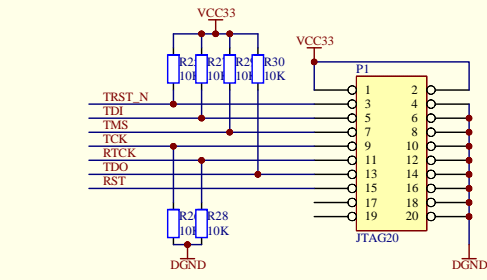 VCC33
VCC33
R30
10K
P1
TRST_N
TDI
TMS
TCK
RTCK
TDO
RST
1 2
3 4
5 6
7 8
9 10
11 12
13 14
15 16
17 18
19 20
R28
10K
JTAG20
DGND
DGND